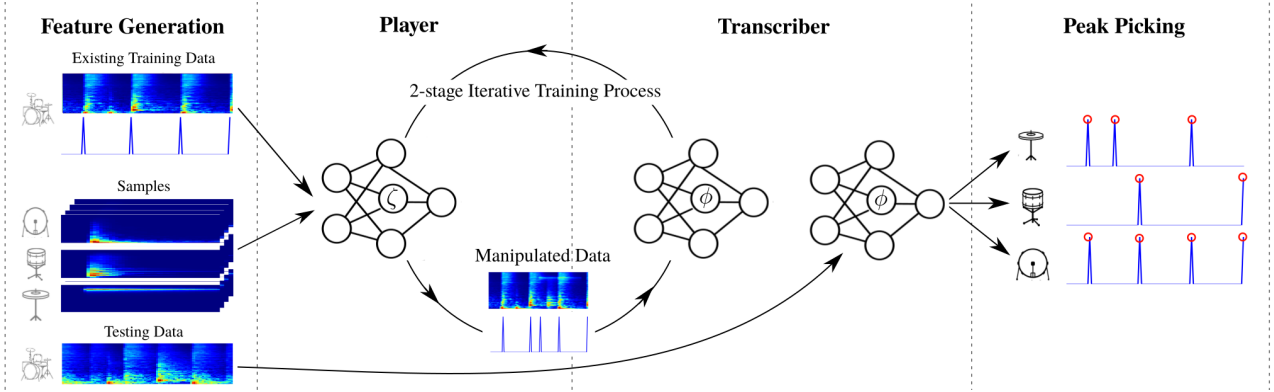 Feature Generation
Player
Transcriber
Peak Picking
Existing Training Data
2-stage Iterative Training Process
Samples
ζ
ϕ
ϕ
Manipulated Data
Testing Data